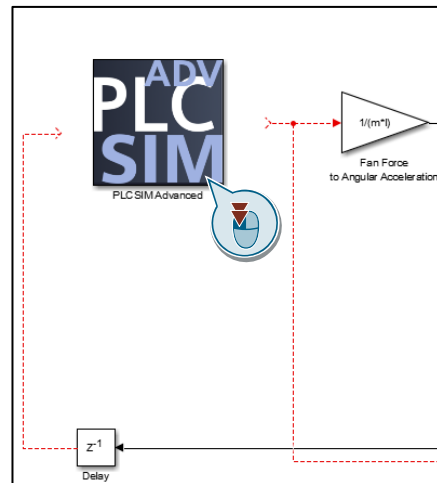 ADV
PLC
SIM
PLCSIM Advanced
1/(m*l)
Fan Force
to Angular Acceleration
z-1
Delay